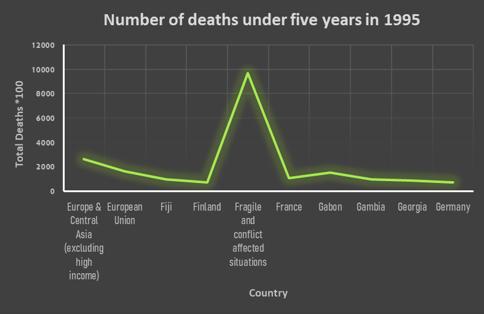 Number of deaths under five years in 1995
Total Deaths *100
12000
10000
8000
6000
4000
2000
0
Europe &
Central
Asia
(excluding
high
income)
European
Union
Fiji
Finland
Fragile
and
conflict
affected
situations
France
Gabon
Gambia
Georgia
Germany
Country